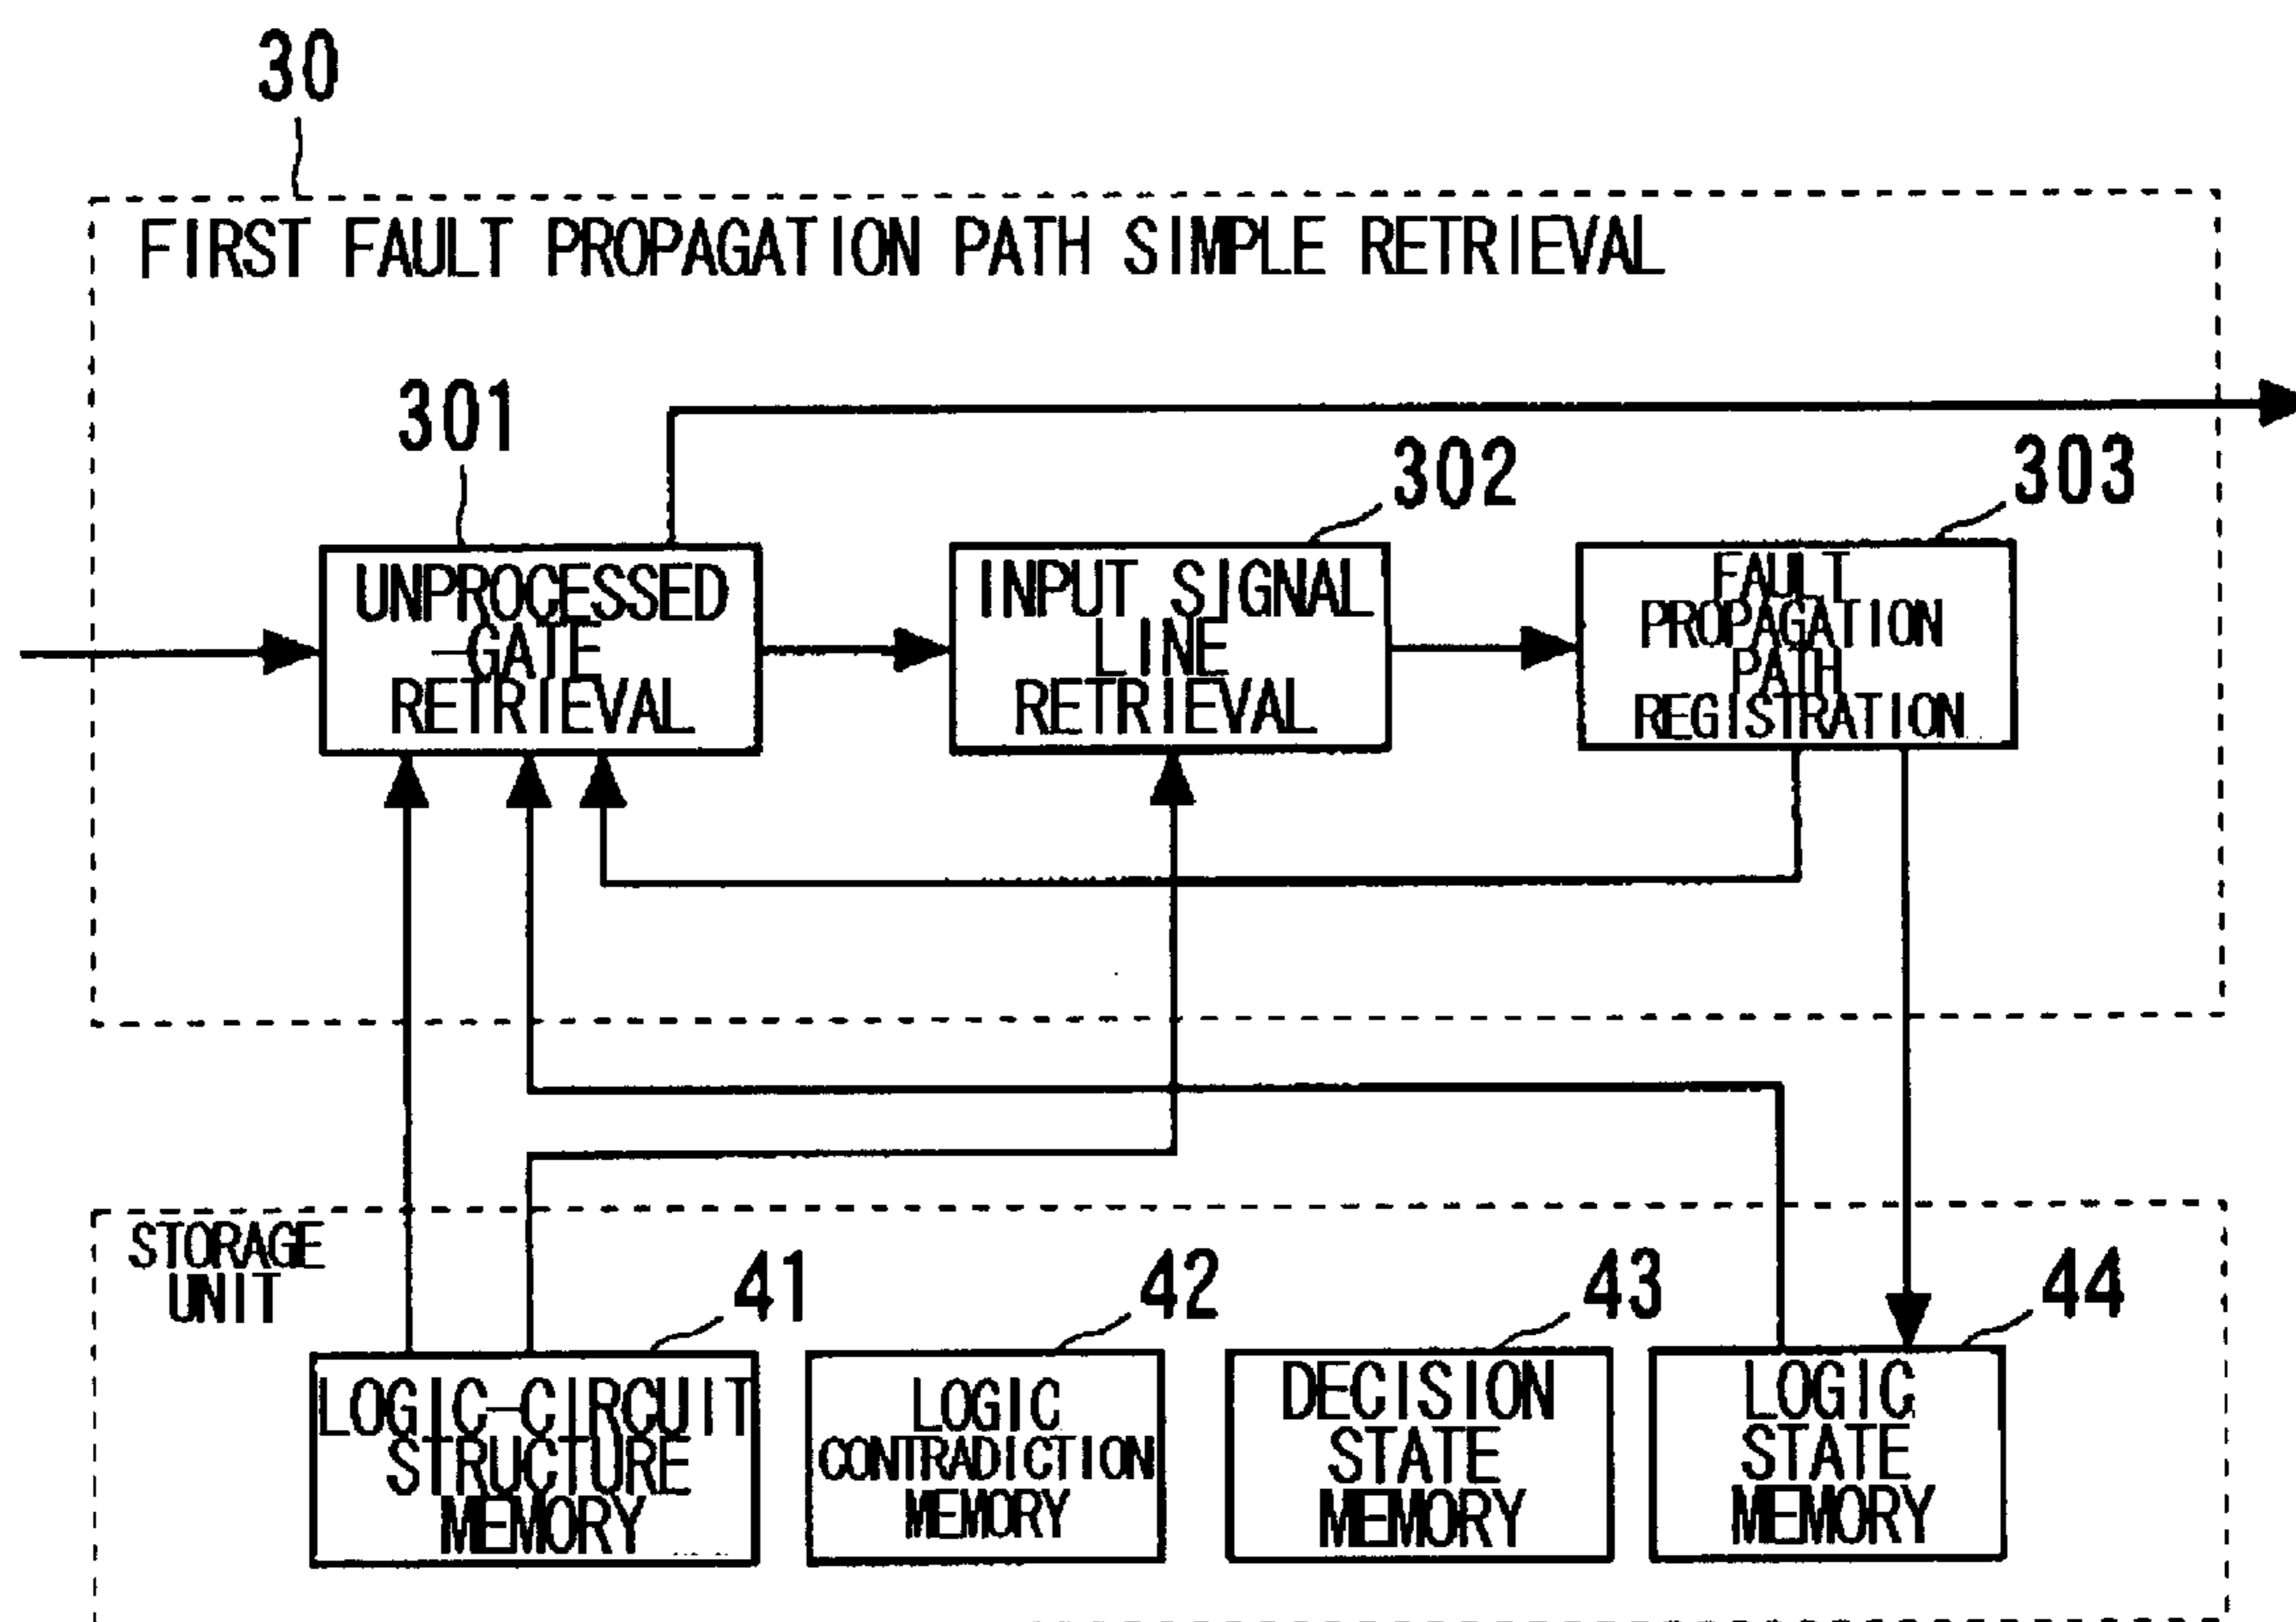 30
FIRST FAULT PROPAGATION PATH SIMPLE RETRIEVAL
301
302
303
UNPROCESSED
-GATE
RETRIEVAL
INPUT SIGNAL
LINE
RETRIEVAL
FAULT
PROPAGATION
PATH
REGISTRATION
STORAGE
UNIT
41
42
43
44
LOGIC-CIRCUIT
STRUCTURE
MEMORY
LOGIC
CONTRADICTION
MEMORY
DECISION
STATE
MEMORY
LOGIC
STATE
MEMORY